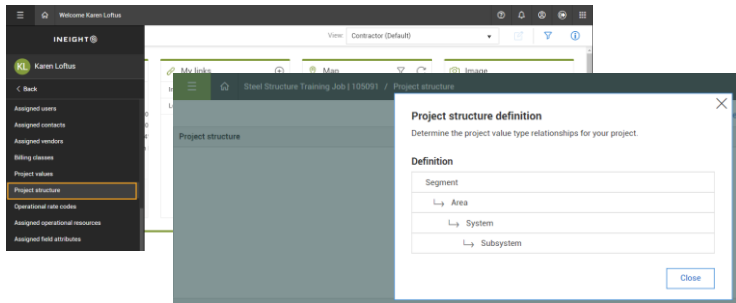 Welcome Karen Loftus
INEIGHT
KL Karen Loftus
< Back
Assigned users
Assigned contacts
Assigned vendors
Billing classes
Project values
Project structure
Operational rate codes
Assigned operational resources
Assigned field attributes
View: Contractor (Default)
My links
Map
Image
Steel Structure Training Job | 105091 / Project structure
Project structure
Project structure definition
Determine the project value type relationships for your project.
Definition
Segment
Area
System
Subsystem
Close